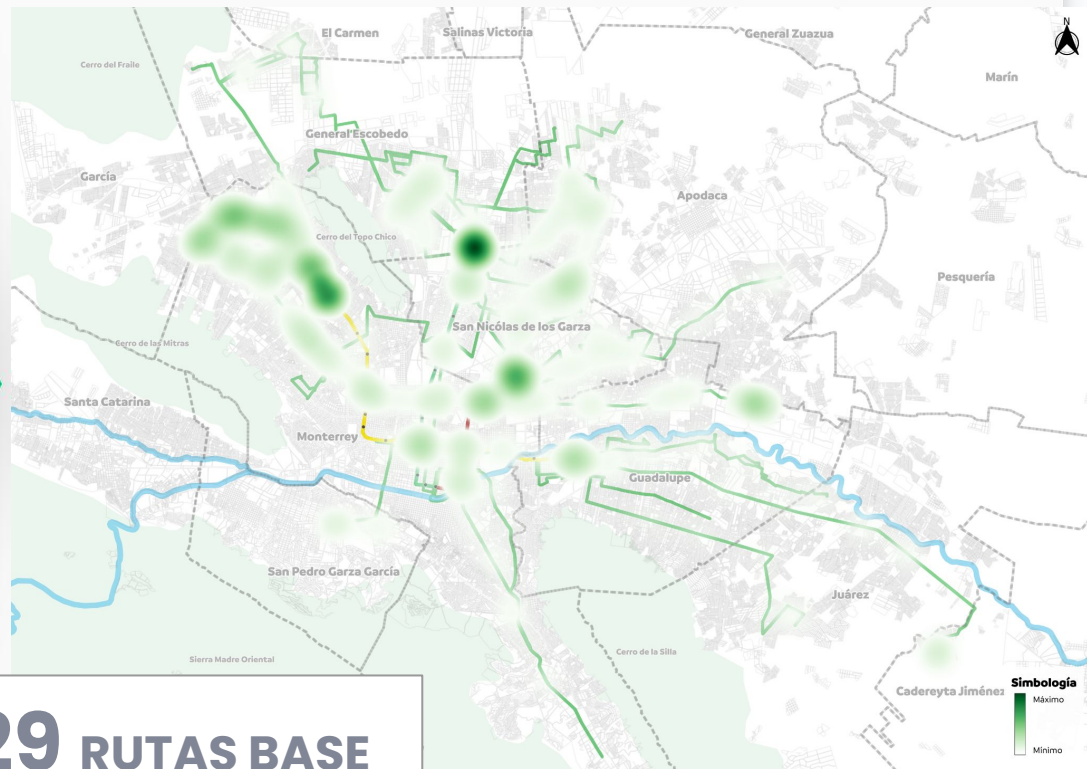 N
El Carmen
Salinas Victoria
General Zuazua
Cerro del Fraile
Marín
General Escobedo
García
Apodaca
Cerro del Topo Chico
Pesquería
San Nicólas de los Garza
Cerro de las Mitras
Santa Catarina
Monterrey
Guadalupe
San Pedro Garza García
Juárez
Sierra Madre Oriental
Cerro de la Silla
Cadereyta Jiménez
Simbología
Máximo
Mínimo
29 RUTAS BASE